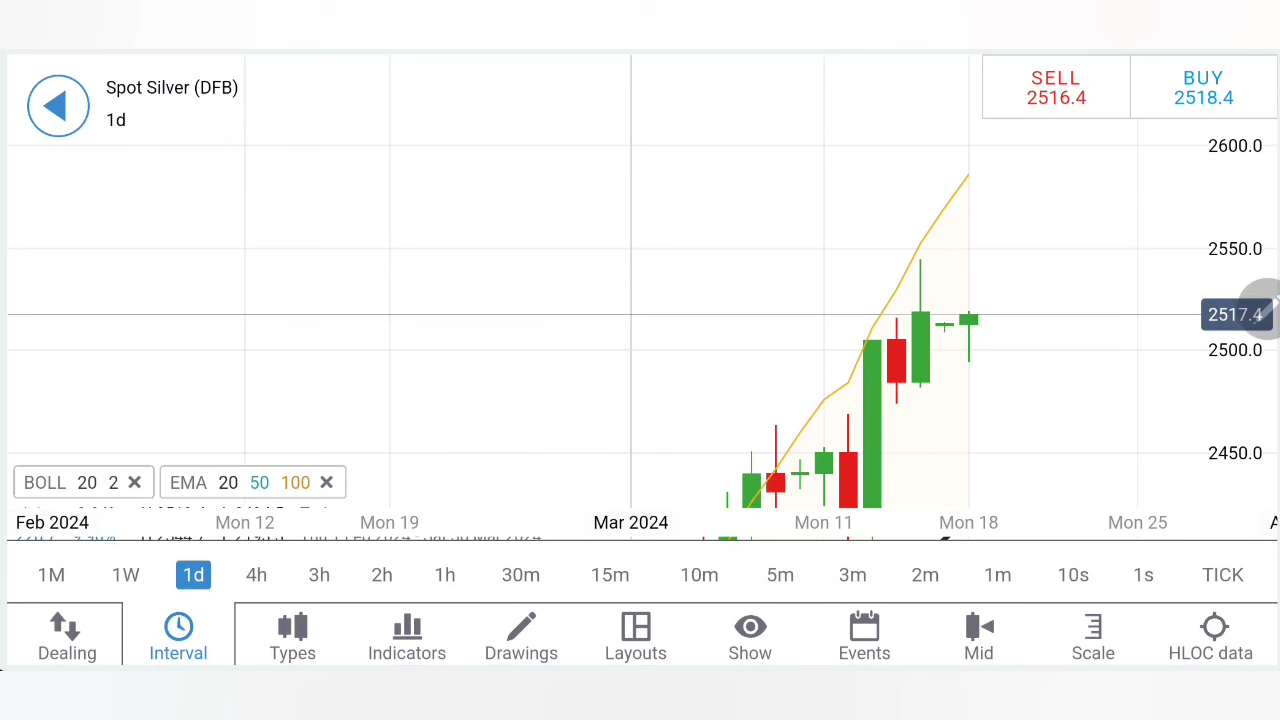 Spot Silver (DFB)
1d
SELL
2516.4
BUY
2518.4
2600.0
2550.0
2517.4
2500.0
2450.0
BOLL 20 2 ✕
EMA 20 50 100 ✕
Feb 2024 Mon 12 Mon 19 Mar 2024 Mon 11 Mon 18 Mon 25 A
1M 1W 1d 4h 3h 2h 1h 30m 15m 10m 5m 3m 2m 1m 10s 1s TICK
Dealing Interval Types Indicators Drawings Layouts Show Events Mid Scale HLOC data